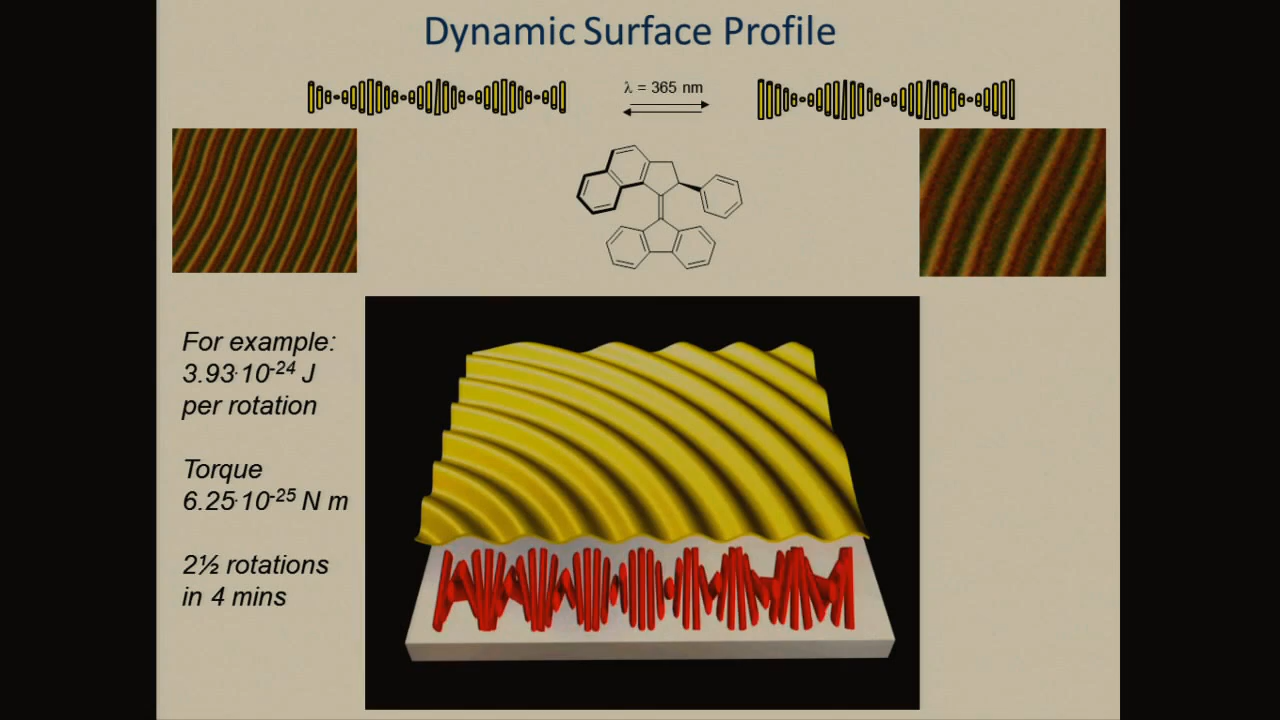 Dynamic Surface Profile
λ = 365 nm
For example:
3.93·10⁻²⁴ J
per rotation
Torque
6.25·10⁻²⁵ N m
2½ rotations
in 4 mins